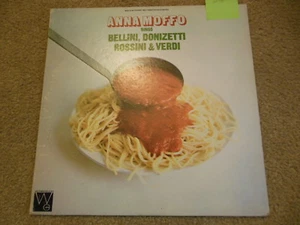 ANNA MOFFO
SINGS
BELLINI, DONIZETTI
ROSSINI & VERDI